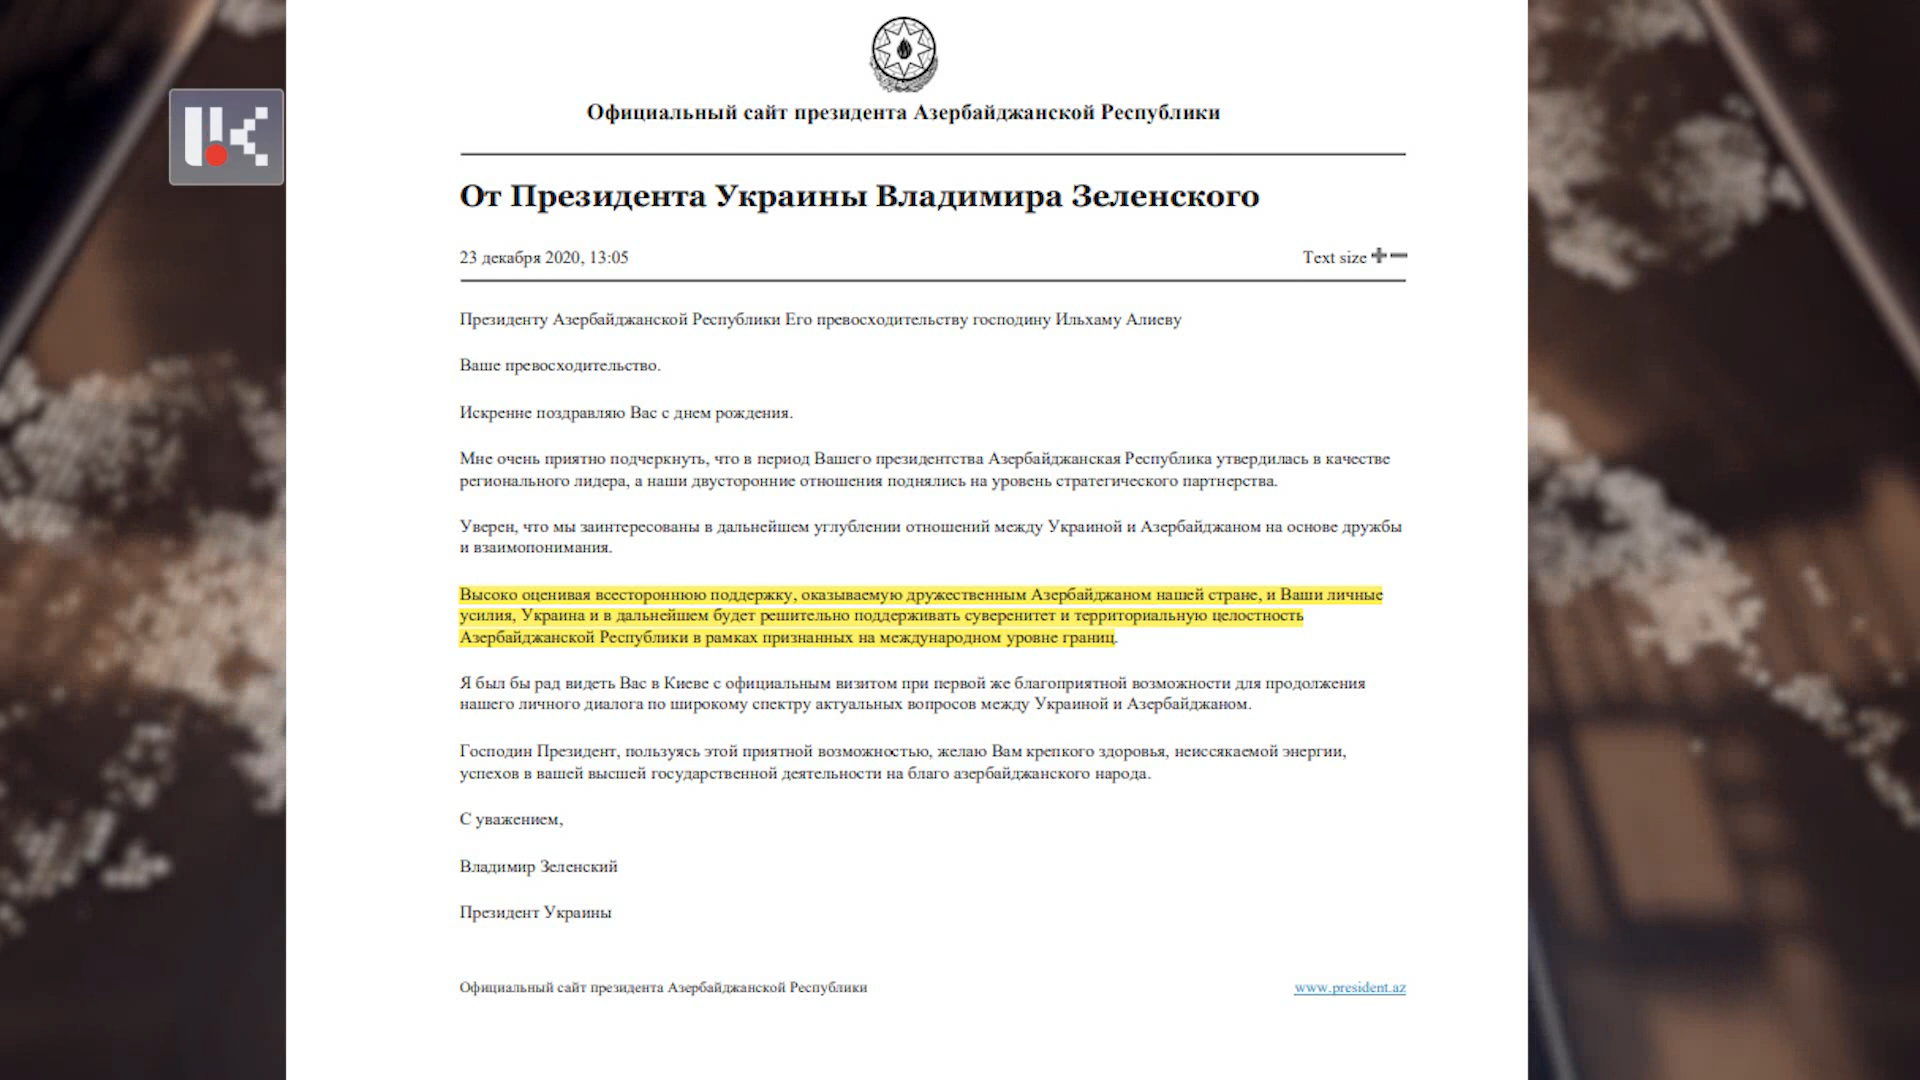 Официальный сайт президента Азербайджанской Республики
От Президента Украины Владимира Зеленского
23 декабря 2020, 13:05
Text size
Президенту Азербайджанской Республики Его превосходительству господину Ильхаму Алиеву
Ваше превосходительство.
Искренне поздравляю Вас с днем рождения.
Мне очень приятно подчеркнуть, что в период Вашего президентства Азербайджанская Республика утвердилась в качестве
регионального лидера, а наши двусторонние отношения поднялись на уровень стратегического партнерства.
Уверен, что мы заинтересованы в дальнейшем углублении отношений между Украиной и Азербайджаном на основе дружбы
и взаимопонимания.
Высоко оценивая всестороннюю поддержку, оказываемую дружественным Азербайджаном нашей стране, и Ваши личные
усилия, Украина и в дальнейшем будет решительно поддерживать суверенитет и территориальную целостность
Азербайджанской Республики в рамках признанных на международном уровне границ.
Я был бы рад видеть Вас в Киеве с официальным визитом при первой же благоприятной возможности для продолжения
нашего личного диалога по широкому спектру актуальных вопросов между Украиной и Азербайджаном.
Господин Президент, пользуясь этой приятной возможностью, желаю Вам крепкого здоровья, неиссякаемой энергии,
успехов в вашей высшей государственной деятельности на благо азербайджанского народа.
С уважением,
Владимир Зеленский
Президент Украины
Официальный сайт президента Азербайджанской Республики
www.president.az